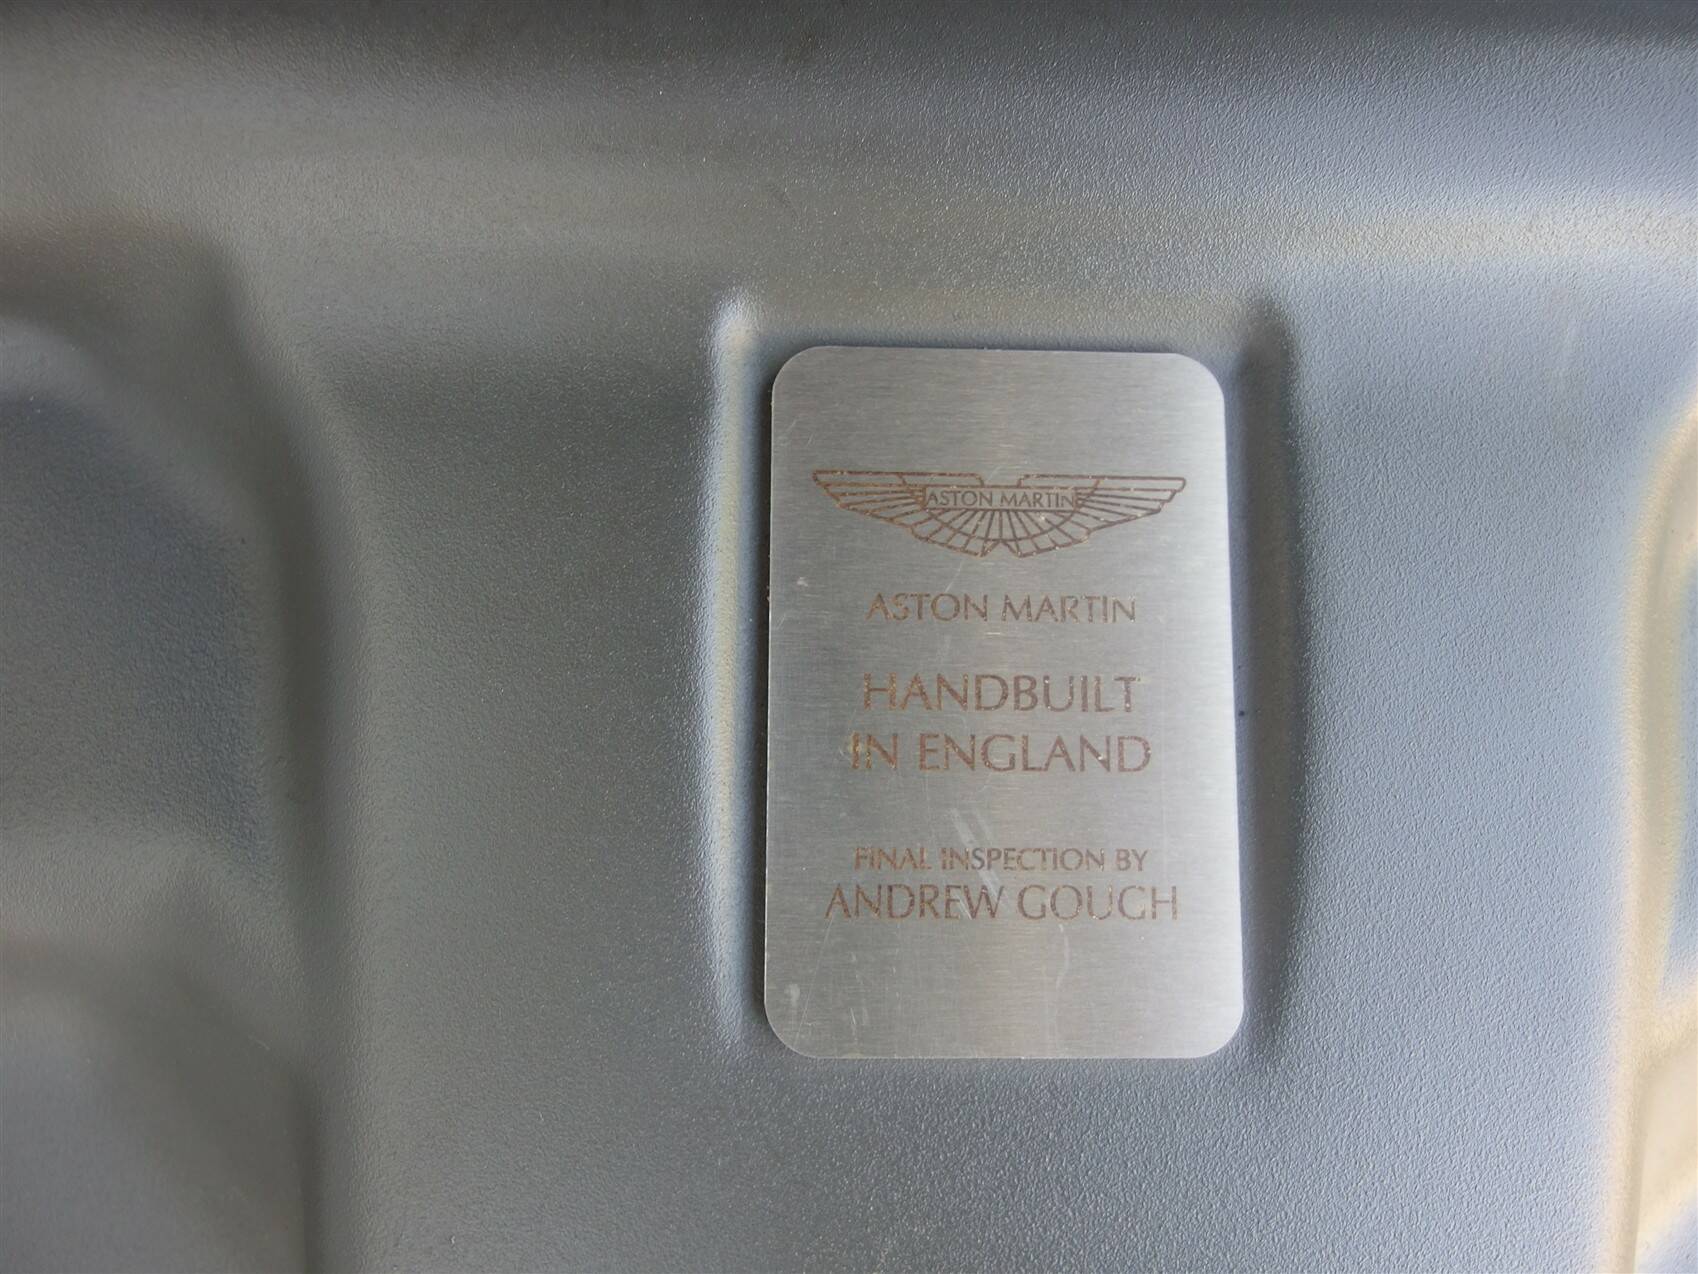 ASTON MARTIN
ASTON MARTIN
HANDBUILT
IN ENGLAND
FINAL INSPECTION BY
ANDREW GOUGH